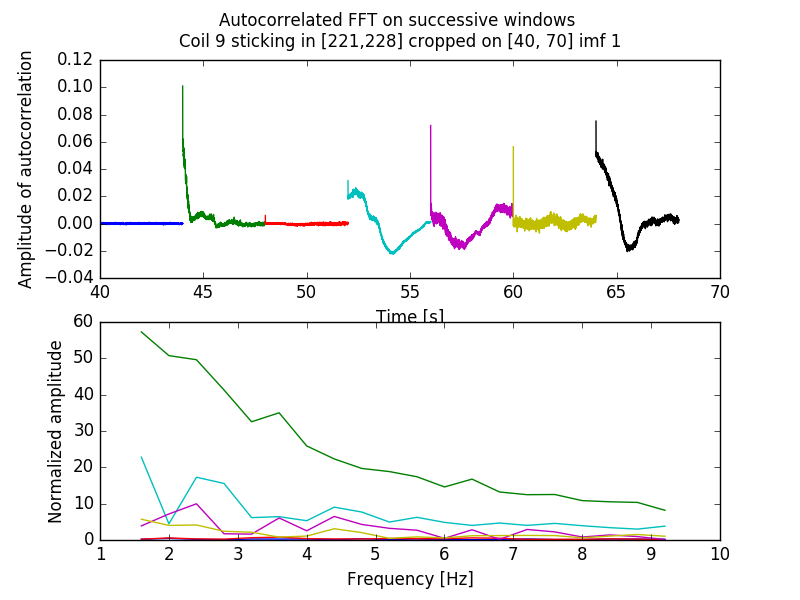 Autocorrelated FFT on successive windows
Coil 9 sticking in [221,228] cropped on [40, 70] imf 1
Amplitude of autocorrelation
0.12
0.10
0.08
0.06
0.04
0.02
0.00
−0.02
−0.04
40 45 50 55 60 65 70
Time [s]
Normalized amplitude
60
50
40
30
20
10
0
1 2 3 4 5 6 7 8 9 10
Frequency [Hz]